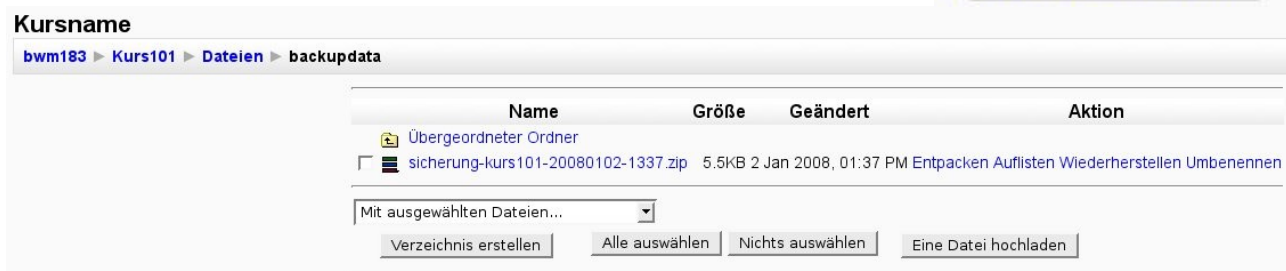 Kursname
bwm183 ► Kurs101 ► Dateien ► backupdata
Name Größe Geändert Aktion
Übergeordneter Ordner
sicherung-kurs101-20080102-1337.zip 5.5KB 2 Jan 2008, 01:37 PM Entpacken Auflisten Wiederherstellen Umbenennen
Mit ausgewählten Dateien...
Verzeichnis erstellen Alle auswählen Nichts auswählen Eine Datei hochladen